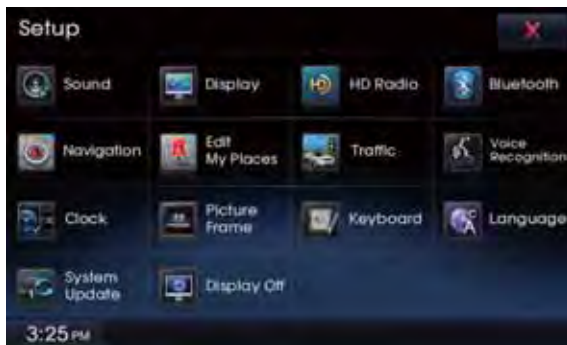 Setup
X
Sound
Display
HD Radio
Bluetooth
Navigation
Edit
My Places
Traffic
Voice
Recognition
Clock
Picture
Frame
Keyboard
Language
System
Update
Display Off
3:25 PM